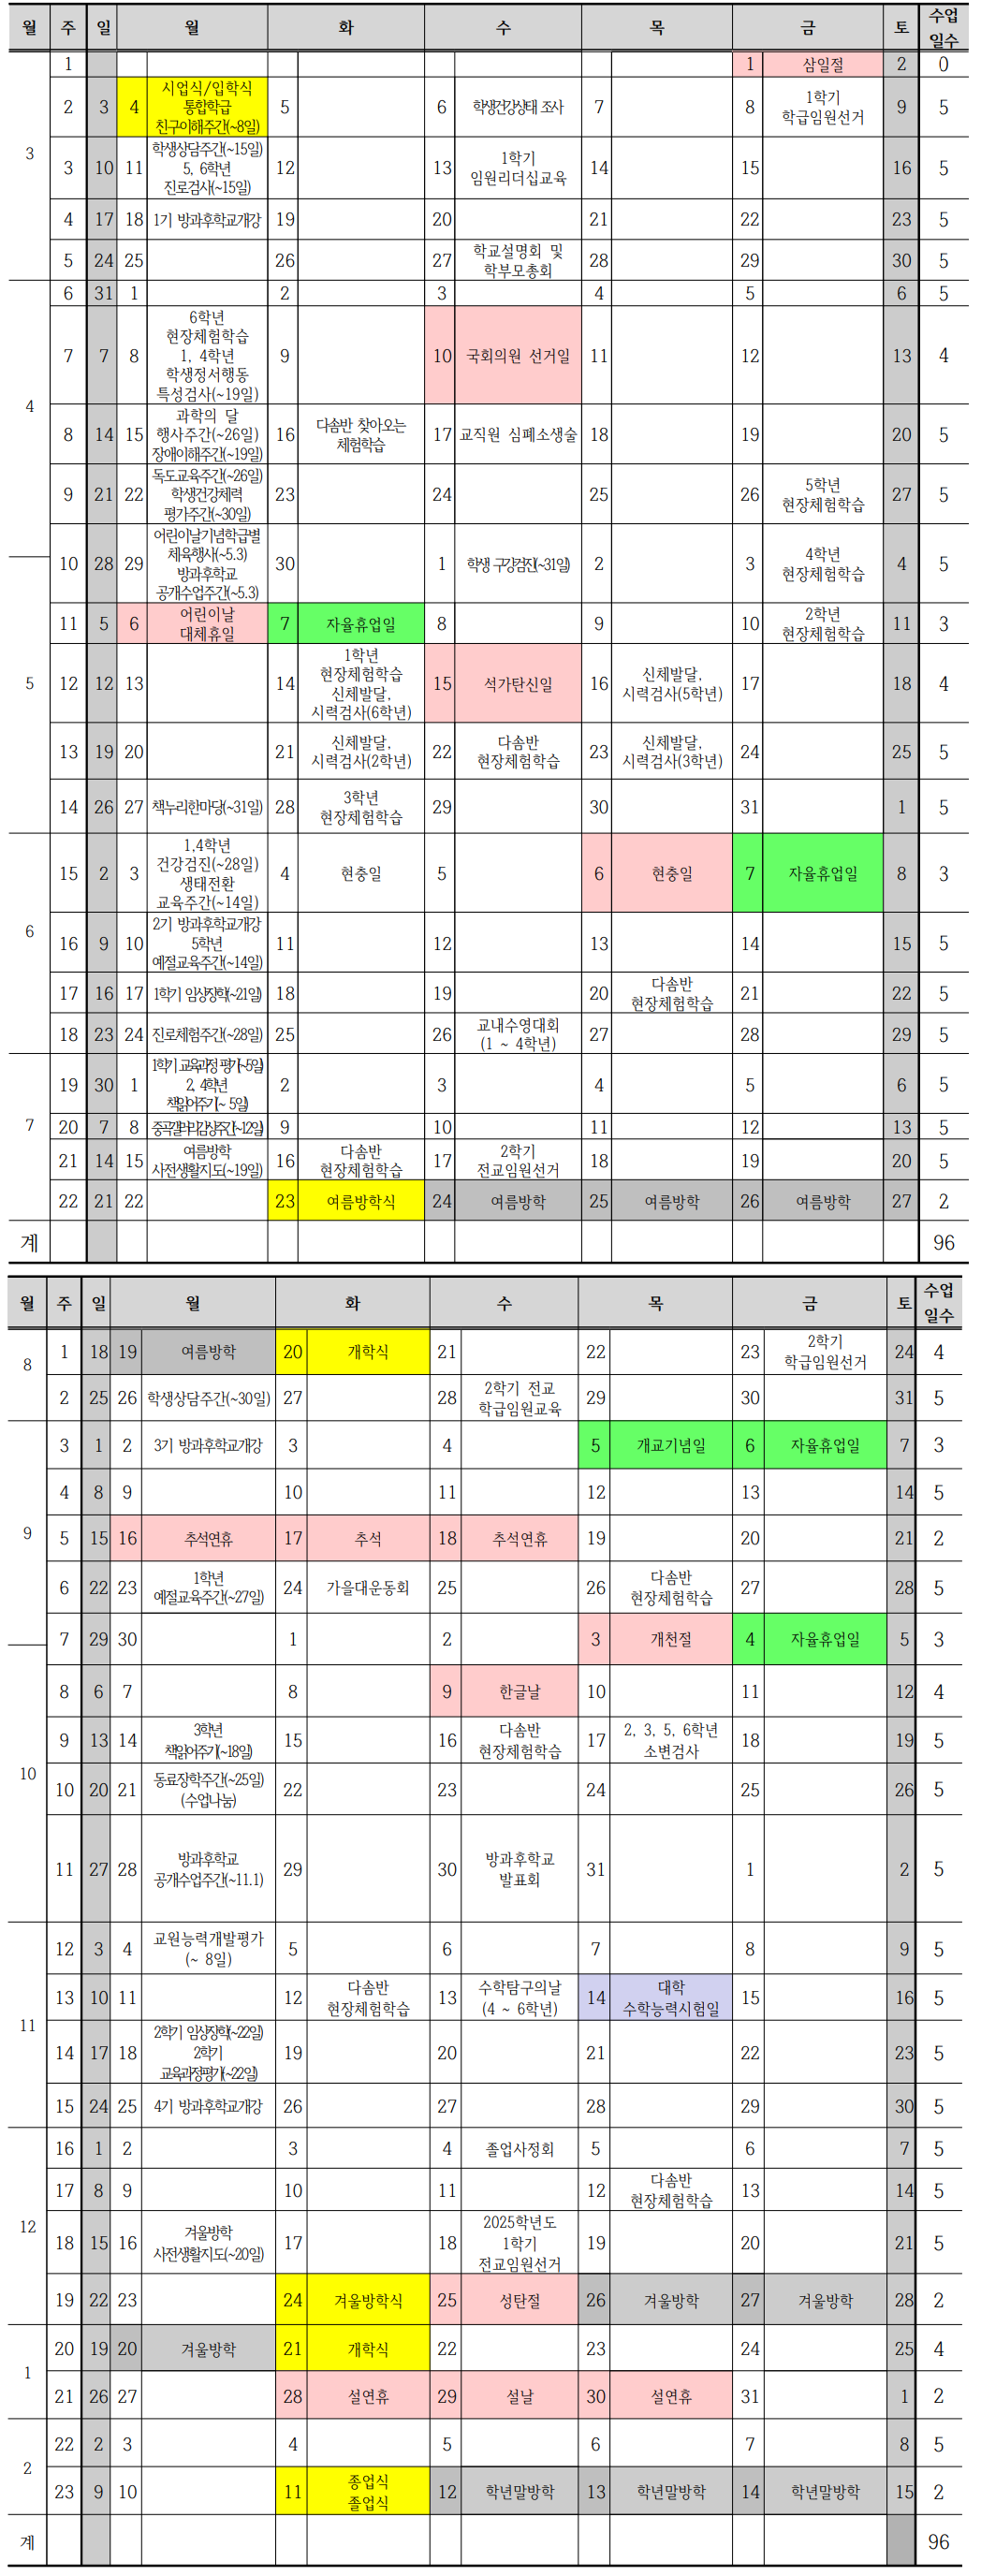 월 주 일 월 화 수 목 금 토 수업
일수
3
1 1 삼일절 2 0
2 3 4 시업식/입학식
통합학급
친구이해주간(~8일) 5 6 학생건강상태 조사 7 8 1학기
학급임원선거 9 5
3 10 11 학생상담주간(~15일)
5, 6학년
진로검사(~15일) 12 13 1학기
임원리더십교육 14 15 16 5
4 17 18 1기 방과후학교개강 19 20 21 22 23 5
5 24 25 26 27 학교설명회 및
학부모총회 28 29 30 5
4
6 31 1 2 3 4 5 6 5
7 7 8 6학년
현장체험학습
1, 4학년
학생정서행동
특성검사(~19일) 9 10 국회의원 선거일 11 12 13 4
8 14 15 과학의 달
행사주간(~26일)
장애이해주간(~19일) 16 다솜반 찾아오는
체험학습 17 교직원 심폐소생술 18 19 20 5
9 21 22 독도교육주간(~26일)
학생건강체력
평가주간(~30일) 23 24 25 26 5학년
현장체험학습 27 5
10 28 29 어린이날기념학급별
체육행사(~5.3)
방과후학교
공개수업주간(~5.3) 30 1 학생 구강검진(~31일) 2 3 4학년
현장체험학습 4 5
5
11 5 6 어린이날
대체휴일 7 자율휴업일 8 9 10 2학년
현장체험학습 11 3
12 12 13 14 1학년
현장체험학습
신체발달,
시력검사(6학년) 15 석가탄신일 16 신체발달,
시력검사(5학년) 17 18 4
13 19 20 21 신체발달,
시력검사(2학년) 22 다솜반
현장체험학습 23 신체발달,
시력검사(3학년) 24 25 5
14 26 27 책누리한마당(~31일) 28 3학년
현장체험학습 29 30 31 1 5
6
15 2 3 1,4학년
건강검진(~28일)
생태전환
교육주간(~14일) 4 현충일 5 6 현충일 7 자율휴업일 8 3
16 9 10 2기 방과후학교개강
5학년
예절교육주간(~14일) 11 12 13 14 15 5
17 16 17 1학기 임상장학(~21일) 18 19 20 다솜반
현장체험학습 21 22 5
18 23 24 진로체험주간(~28일) 25 26 교내수영대회
(1 ~ 4학년) 27 28 29 5
7
19 30 1 1학기 교육과정 평가(~5일)
2, 4학년
책읽어주기(~ 5일) 2 3 4 5 6 5
20 7 8 중곡갤러리감상주간(~12일) 9 10 11 12 13 5
21 14 15 여름방학
사전생활지도(~19일) 16 다솜반
현장체험학습 17 2학기
전교임원선거 18 19 20 5
22 21 22 23 여름방학식 24 여름방학 25 여름방학 26 여름방학 27 2
계 96
월 주 일 월 화 수 목 금 토 수업
일수
8
1 18 19 여름방학 20 개학식 21 22 23 2학기
학급임원선거 24 4
2 25 26 학생상담주간(~30일) 27 28 2학기 전교
학급임원교육 29 30 31 5
9
3 1 2 3기 방과후학교개강 3 4 5 개교기념일 6 자율휴업일 7 3
4 8 9 10 11 12 13 14 5
5 15 16 추석연휴 17 추석 18 추석연휴 19 20 21 2
6 22 23 1학년
예절교육주간(~27일) 24 가을대운동회 25 26 다솜반
현장체험학습 27 28 5
7 29 30 1 2 3 개천절 4 자율휴업일 5 3
10
8 6 7 8 9 한글날 10 11 12 4
9 13 14 3학년
책읽어주기(~18일) 15 16 다솜반
현장체험학습 17 2, 3, 5, 6학년
소변검사 18 19 5
10 20 21 동료장학주간(~25일)
(수업나눔) 22 23 24 25 26 5
11 27 28 방과후학교
공개수업주간(~11.1) 29 30 방과후학교
발표회 31 1 2 5
11
12 3 4 교원능력개발평가
(~ 8일) 5 6 7 8 9 5
13 10 11 12 다솜반
현장체험학습 13 수학탐구의날
(4 ~ 6학년) 14 대학
수학능력시험일 15 16 5
14 17 18 2학기 임상장학(~22일)
2학기
교육과정평가(~22일) 19 20 21 22 23 5
15 24 25 4기 방과후학교개강 26 27 28 29 30 5
12
16 1 2 3 4 졸업사정회 5 6 7 5
17 8 9 10 11 12 다솜반
현장체험학습 13 14 5
18 15 16 겨울방학
사전생활지도(~20일) 17 18 2025학년도
1학기
전교임원선거 19 20 21 5
19 22 23 24 겨울방학식 25 성탄절 26 겨울방학 27 겨울방학 28 2
1
20 19 20 겨울방학 21 개학식 22 23 24 25 4
21 26 27 28 설연휴 29 설날 30 설연휴 31 1 2
2
22 2 3 4 5 6 7 8 5
23 9 10 11 종업식
졸업식 12 학년말방학 13 학년말방학 14 학년말방학 15 2
계 96